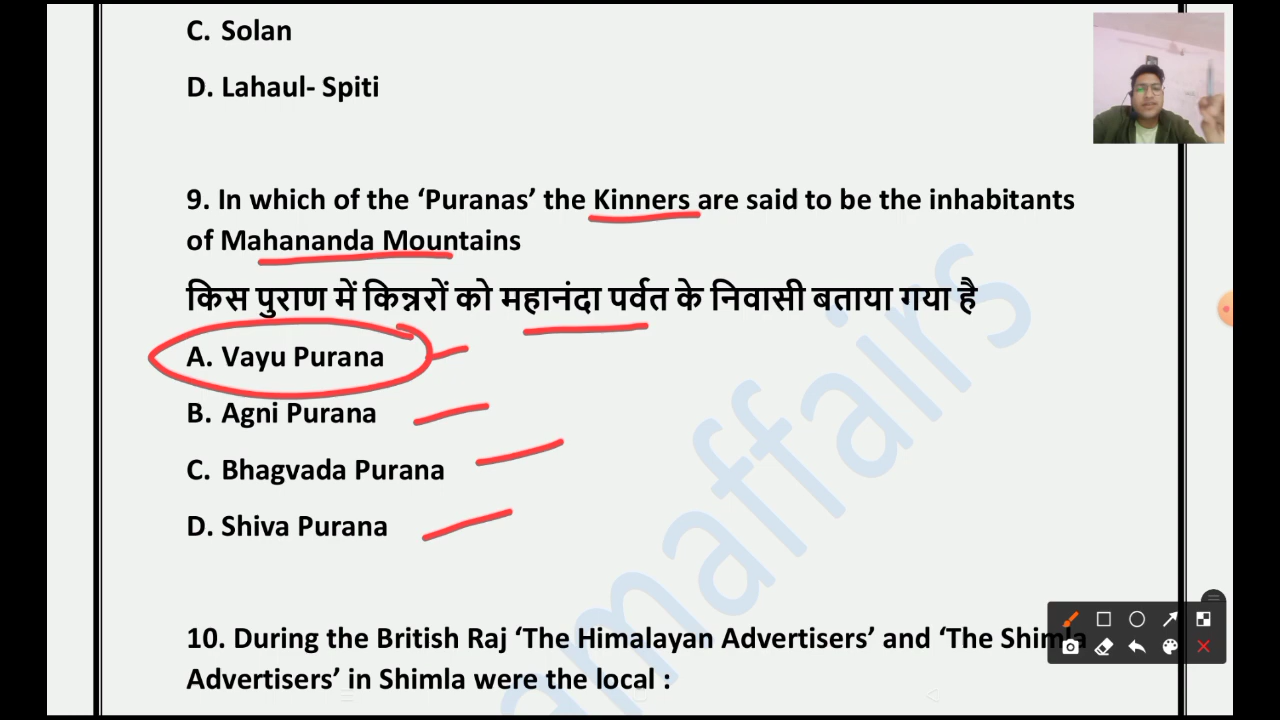 C. Solan
D. Lahaul- Spiti
9. In which of the ‘Puranas’ the Kinners are said to be the inhabitants
of Mahananda Mountains
किस पुराण में किन्नरों को महानंदा पर्वत के निवासी बताया गया है
A. Vayu Purana
B. Agni Purana
C. Bhagvada Purana
D. Shiva Purana
amaffairs
10. During the British Raj ‘The Himalayan Advertisers’ and ‘The Shimla
Advertisers’ in Shimla were the local :